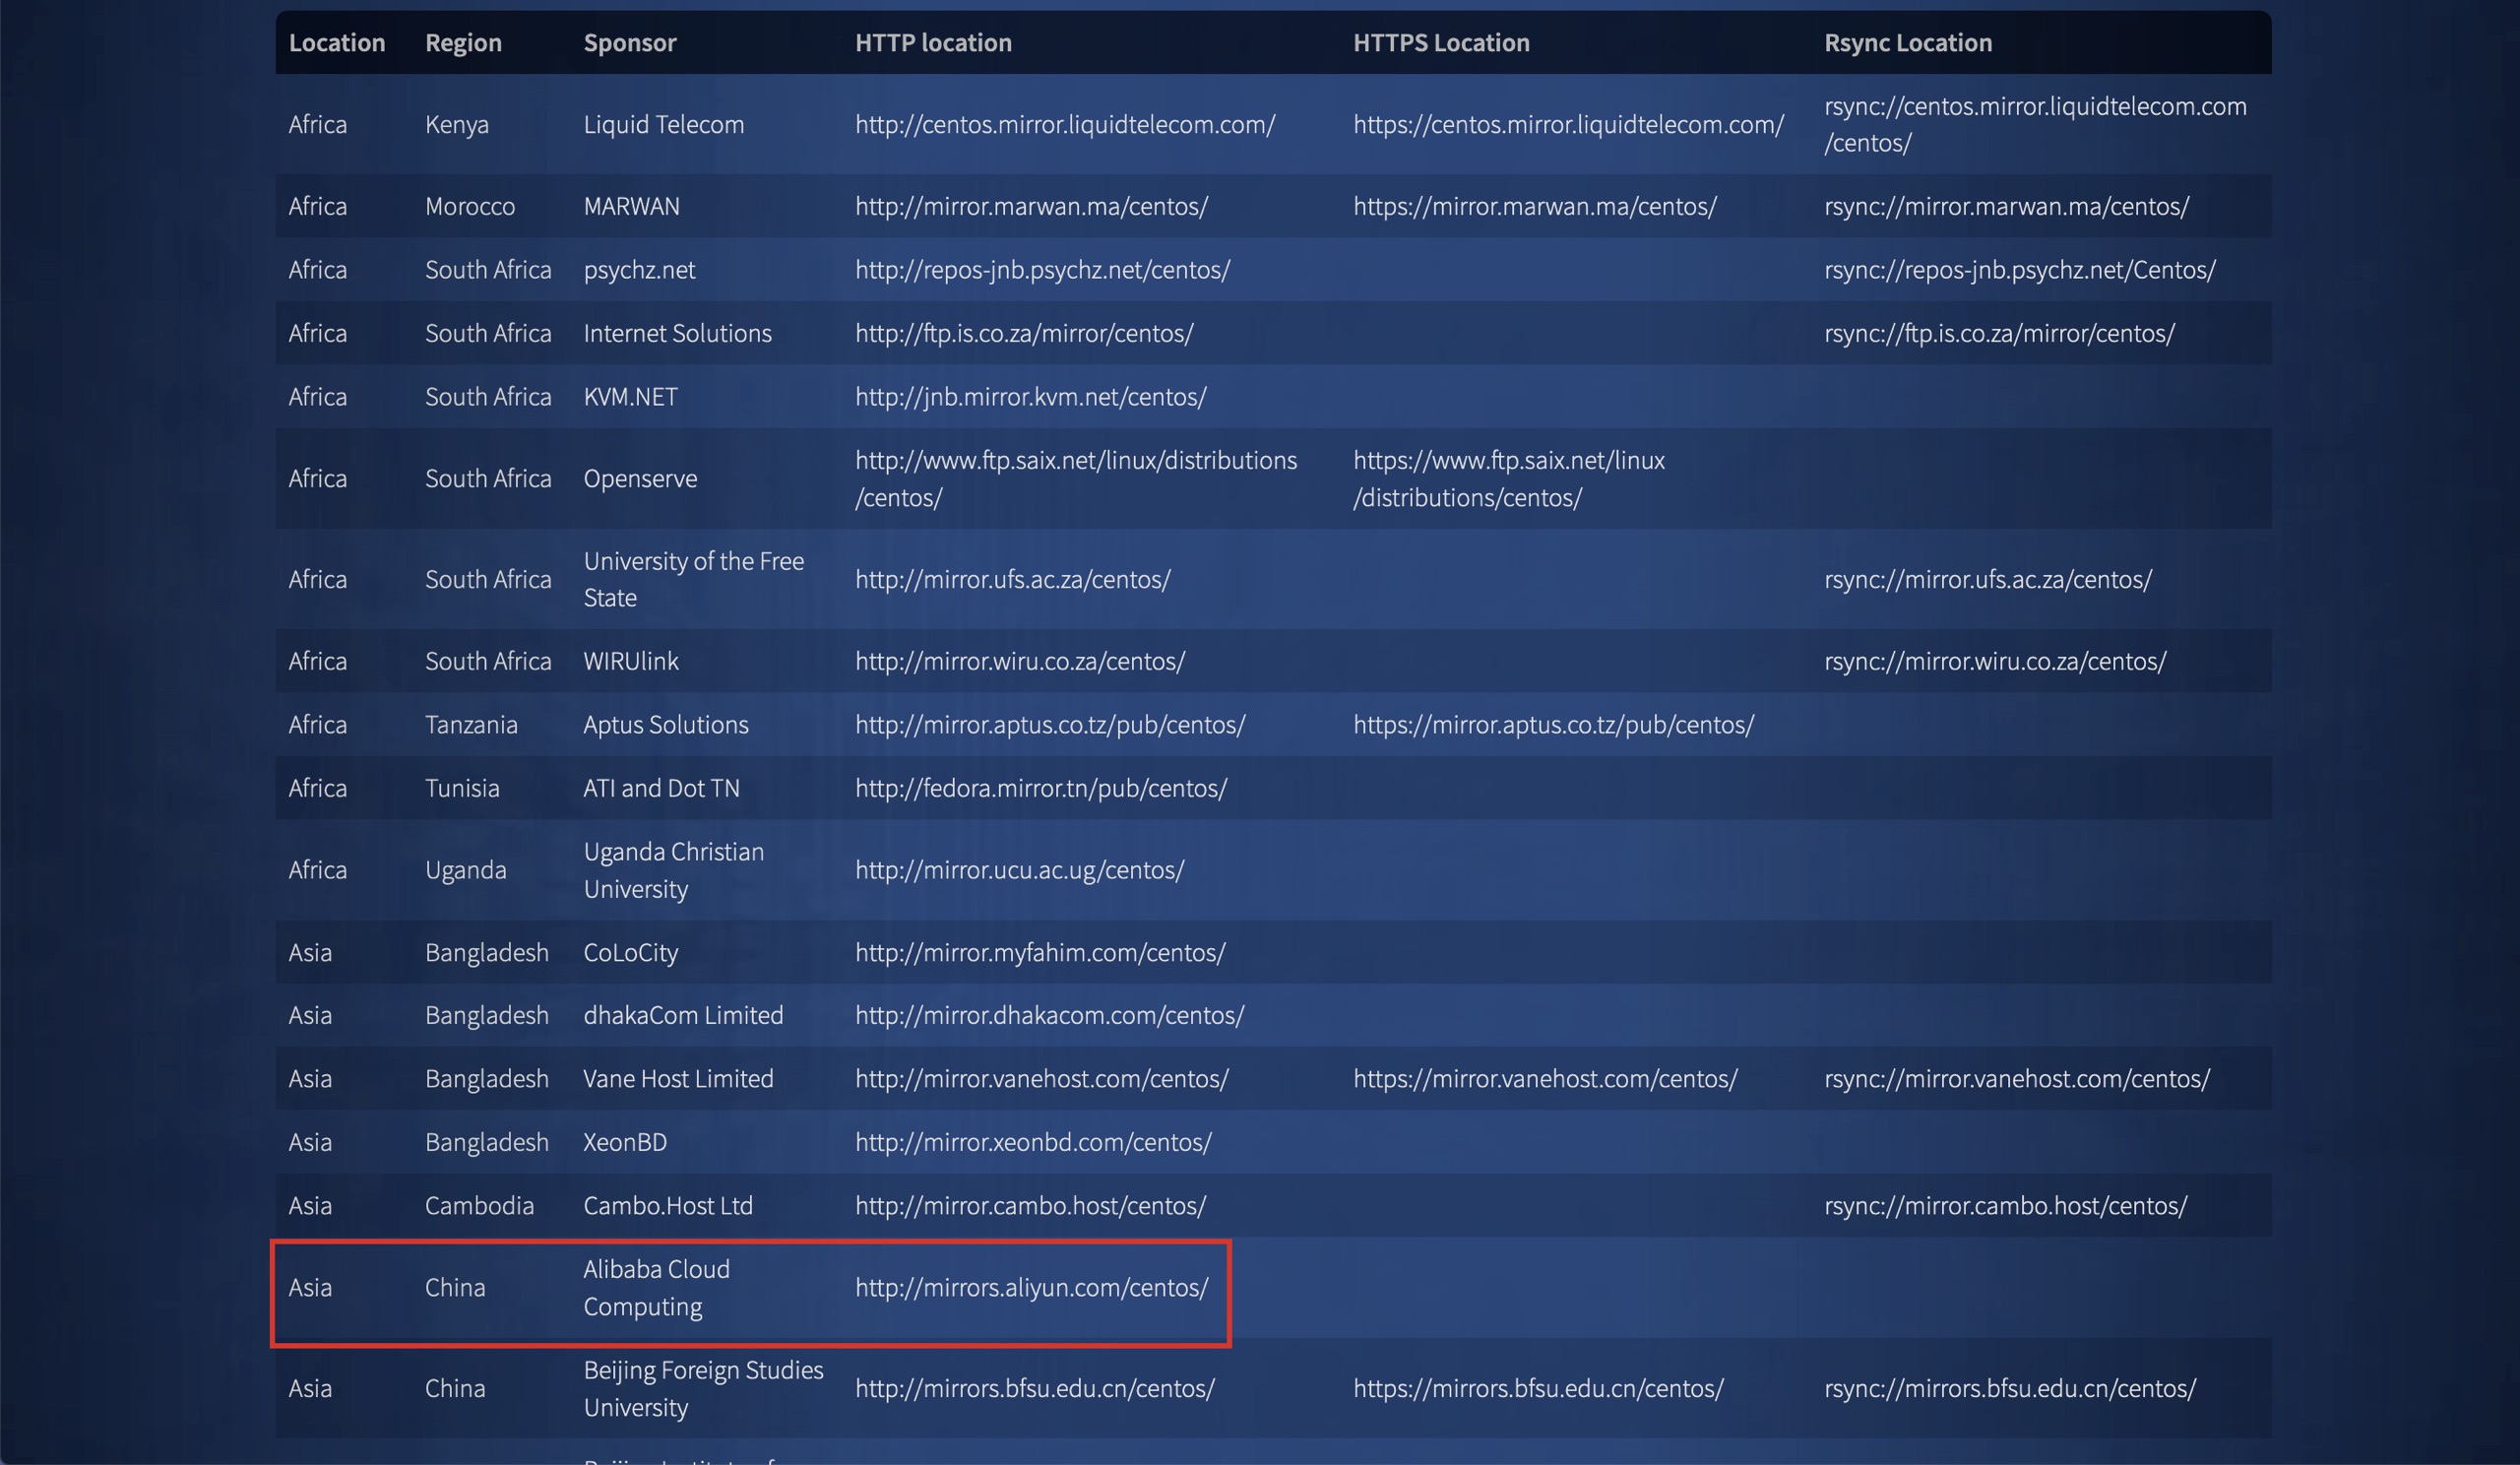 Location Region Sponsor HTTP location HTTPS Location Rsync Location
Africa Kenya Liquid Telecom http://centos.mirror.liquidtelecom.com/ https://centos.mirror.liquidtelecom.com/ rsync://centos.mirror.liquidtelecom.com
/centos/
Africa Morocco MARWAN http://mirror.marwan.ma/centos/ https://mirror.marwan.ma/centos/ rsync://mirror.marwan.ma/centos/
Africa South Africa psychz.net http://repos-jnb.psychz.net/centos/ rsync://repos-jnb.psychz.net/Centos/
Africa South Africa Internet Solutions http://ftp.is.co.za/mirror/centos/ rsync://ftp.is.co.za/mirror/centos/
Africa South Africa KVM.NET http://jnb.mirror.kvm.net/centos/
Africa South Africa Openserve http://www.ftp.saix.net/linux/distributions https://www.ftp.saix.net/linux
/centos/ /distributions/centos/
Africa South Africa University of the Free http://mirror.ufs.ac.za/centos/ rsync://mirror.ufs.ac.za/centos/
State
Africa South Africa WIRUlink http://mirror.wiru.co.za/centos/ rsync://mirror.wiru.co.za/centos/
Africa Tanzania Aptus Solutions http://mirror.aptus.co.tz/pub/centos/ https://mirror.aptus.co.tz/pub/centos/
Africa Tunisia ATI and Dot TN http://fedora.mirror.tn/pub/centos/
Africa Uganda Uganda Christian http://mirror.ucu.ac.ug/centos/
University
Asia Bangladesh CoLoCity http://mirror.myfahim.com/centos/
Asia Bangladesh dhakaCom Limited http://mirror.dhakacom.com/centos/
Asia Bangladesh Vane Host Limited http://mirror.vanehost.com/centos/ https://mirror.vanehost.com/centos/ rsync://mirror.vanehost.com/centos/
Asia Bangladesh XeonBD http://mirror.xeonbd.com/centos/
Asia Cambodia Cambo.Host Ltd http://mirror.cambo.host/centos/ rsync://mirror.cambo.host/centos/
Asia China Alibaba Cloud http://mirrors.aliyun.com/centos/
Computing
Asia China Beijing Foreign Studies http://mirrors.bfsu.edu.cn/centos/ https://mirrors.bfsu.edu.cn/centos/ rsync://mirrors.bfsu.edu.cn/centos/
University